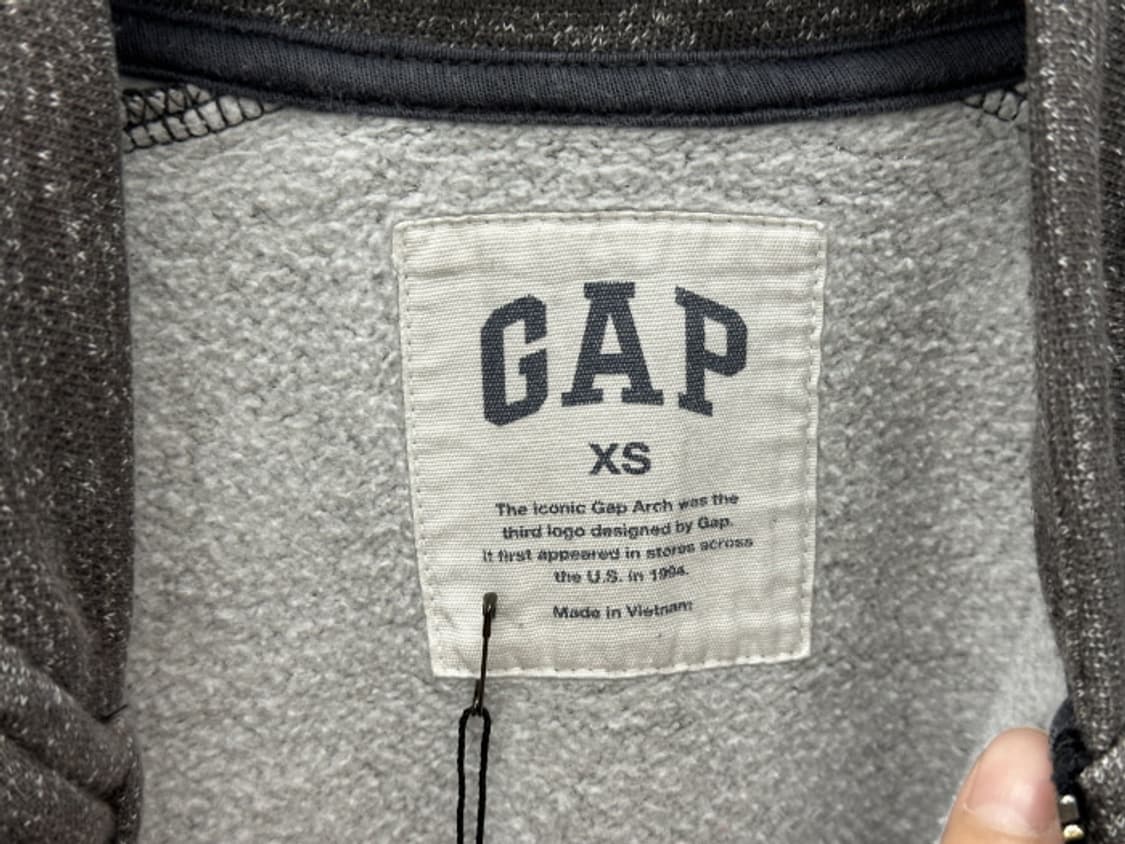 GAP
XS
The iconic Gap Arch was the
third logo designed by Gap.
It first appeared in stores across
the U.S. in 1994.
Made in Vietnam